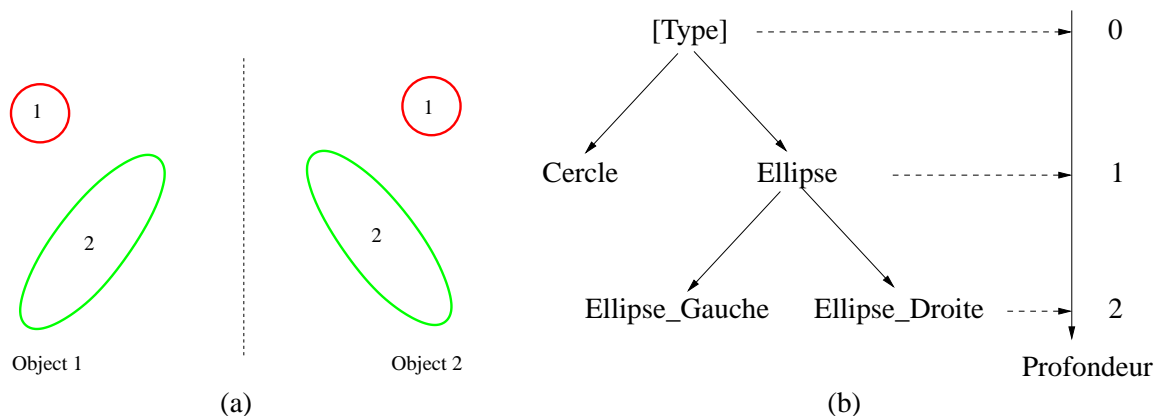 1
2
Object 1
1
2
Object 2
(a)
[Type]
0
Cercle
Ellipse
1
Ellipse_Gauche
Ellipse_Droite
2
Profondeur
(b)